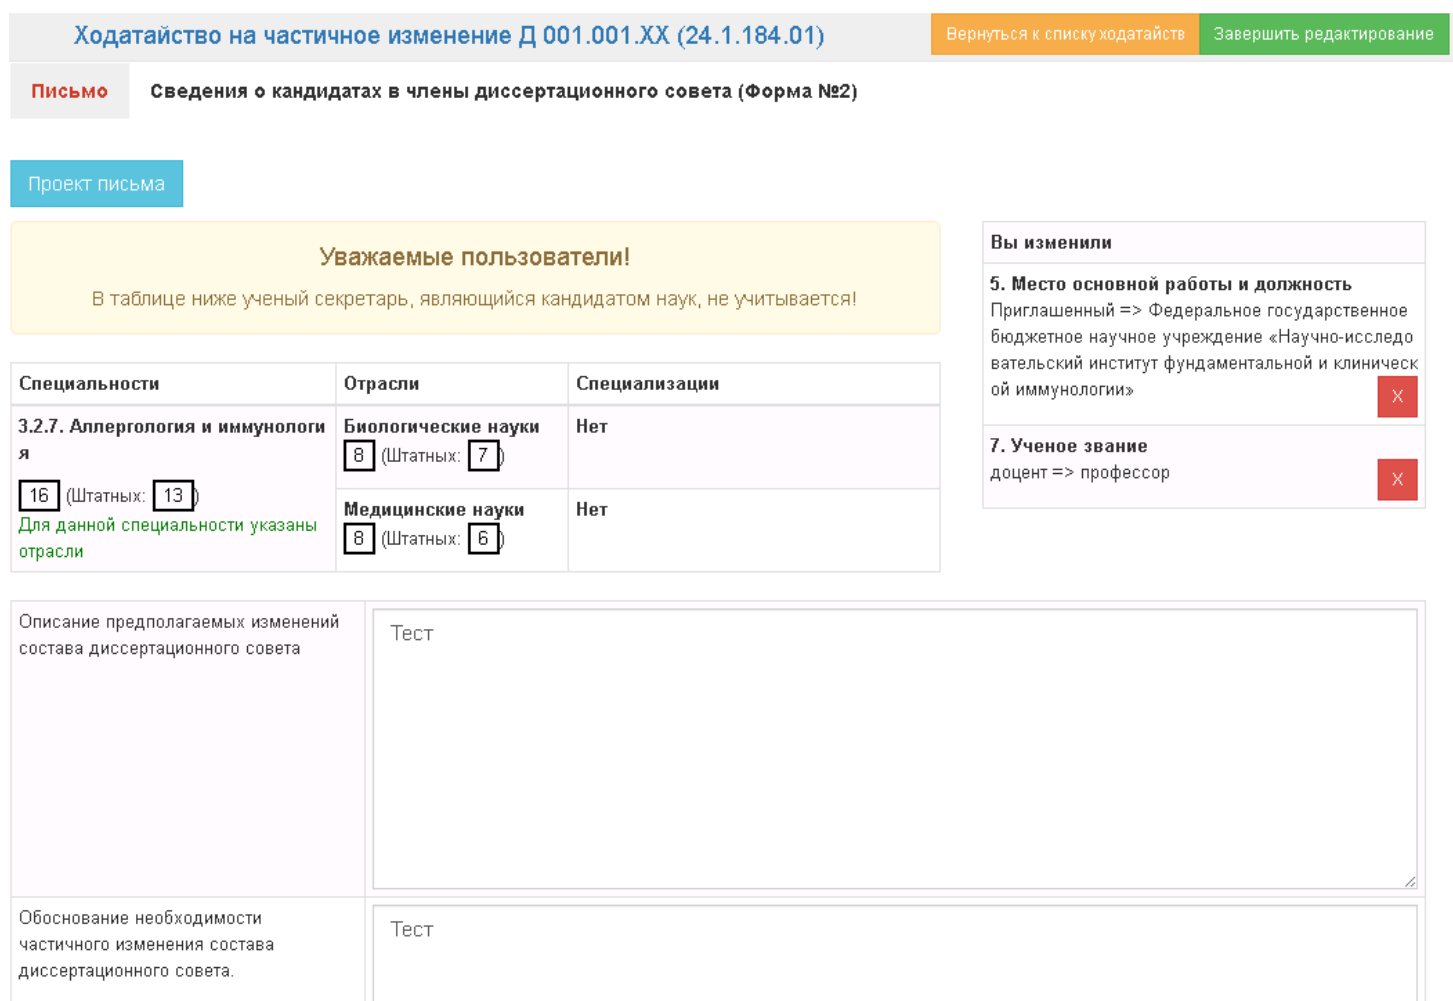 Ходатайство на частичное изменение Д 001.001.XX (24.1.184.01)
Вернуться к списку ходатайств
Завершить редактирование
Письмо
Сведения о кандидатах в члены диссертационного совета (Форма №2)
Проект письма
Уважаемые пользователи!
В таблице ниже ученый секретарь, являющийся кандидатом наук, не учитывается!
Вы изменили
5. Место основной работы и должность
Приглашенный => Федеральное государственное
бюджетное научное учреждение «Научно-исследо
вательский институт фундаментальной и клиническ
ой иммунологии»
X
7. Ученое звание
доцент => профессор
X
Специальности
Отрасли
Специализации
3.2.7. Аллергология и иммунологи
я
16 (Штатных: 13 )
Для данной специальности указаны
отрасли
Биологические науки
8 (Штатных: 7 )
Нет
Медицинские науки
8 (Штатных: 6 )
Нет
Описание предполагаемых изменений
состава диссертационного совета
Тест
Обоснование необходимости
частичного изменения состава
диссертационного совета.
Тест